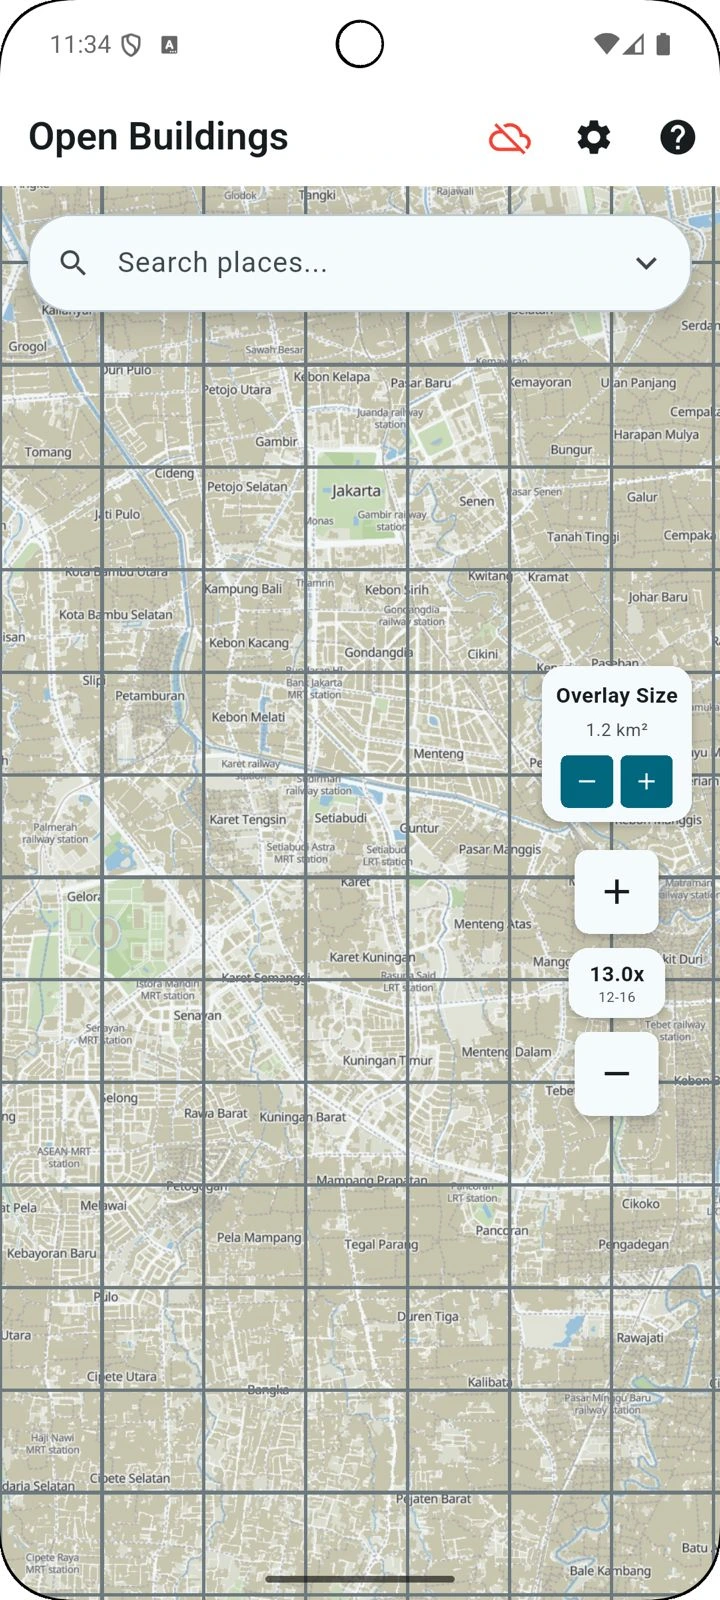 11:34
A
Open Buildings
Glodok
Tangki
Rajawali
Search places...
Serdan
Grogol
Sawah Besar
Kemayoran
Duri Pulo
Kebon Kelapa
Petojo Utara
Pasar Baru
Kemayoran
Utan Panjang
Juanda railway
station
Cempaka
Gambir
Harapan Mulya
Tomang
Bungur
Cideng
Petojo Selatan
Jakarta
Senen
Pasar Senen
Galur
Jati Pulo
Monas
Gambir railway
station
Tanah Tinggi
Cempaka
Kota Bambu Utara
Kampung Bali
Thamrin
Kebon Sirih
Kwitang
Kramat
Johar Baru
Kota Bambu Selatan
Gondangdia
railway station
Kebon Kacang
Gondangdia
Cikini
Paseban
Slipi
Petamburan
Bundaran HI
Bank Jakarta
MRT station
Overlay Size
Kebon Melati
1.2 km²
Menteng
Karet railway
station
− +
Sudirman
railway station
Karet Tengsin
Setiabudi
Guntur
Kebon Manggis
Palmerah
railway station
Setiabudi Astra
MRT station
Setiabudi
LRT station
Pasar Manggis
Karet
Matraman
railway station
Gelora
+
Menteng Atas
Karet Kuningan
Karet Semanggi
Rasuna Said
LRT station
13.0x
12-16
Istora Mandiri
MRT station
Senayan
Senayan
MRT station
Tebet railway
station
Kuningan Timur
Menteng Dalam
−
Tebet
Selong
Rawa Barat
Kuningan Barat
ASEAN MRT
station
Mampang Prapatan
Petogogan
Pancoran
LRT station
Melawai
Cikoko
Pela Mampang
Tegal Parang
Pancoran
Pengadegan
Kebayoran Baru
Pulo
Duren Tiga
Utara
Rawajati
Cipete Utara
Kalibata
Bangka
Pasar Minggu Baru
railway station
Haji Nawi
MRT station
Cipete Selatan
daria Selatan
Pejaten Barat
Cipete Raya
MRT station
Batu A
Bale Kambang